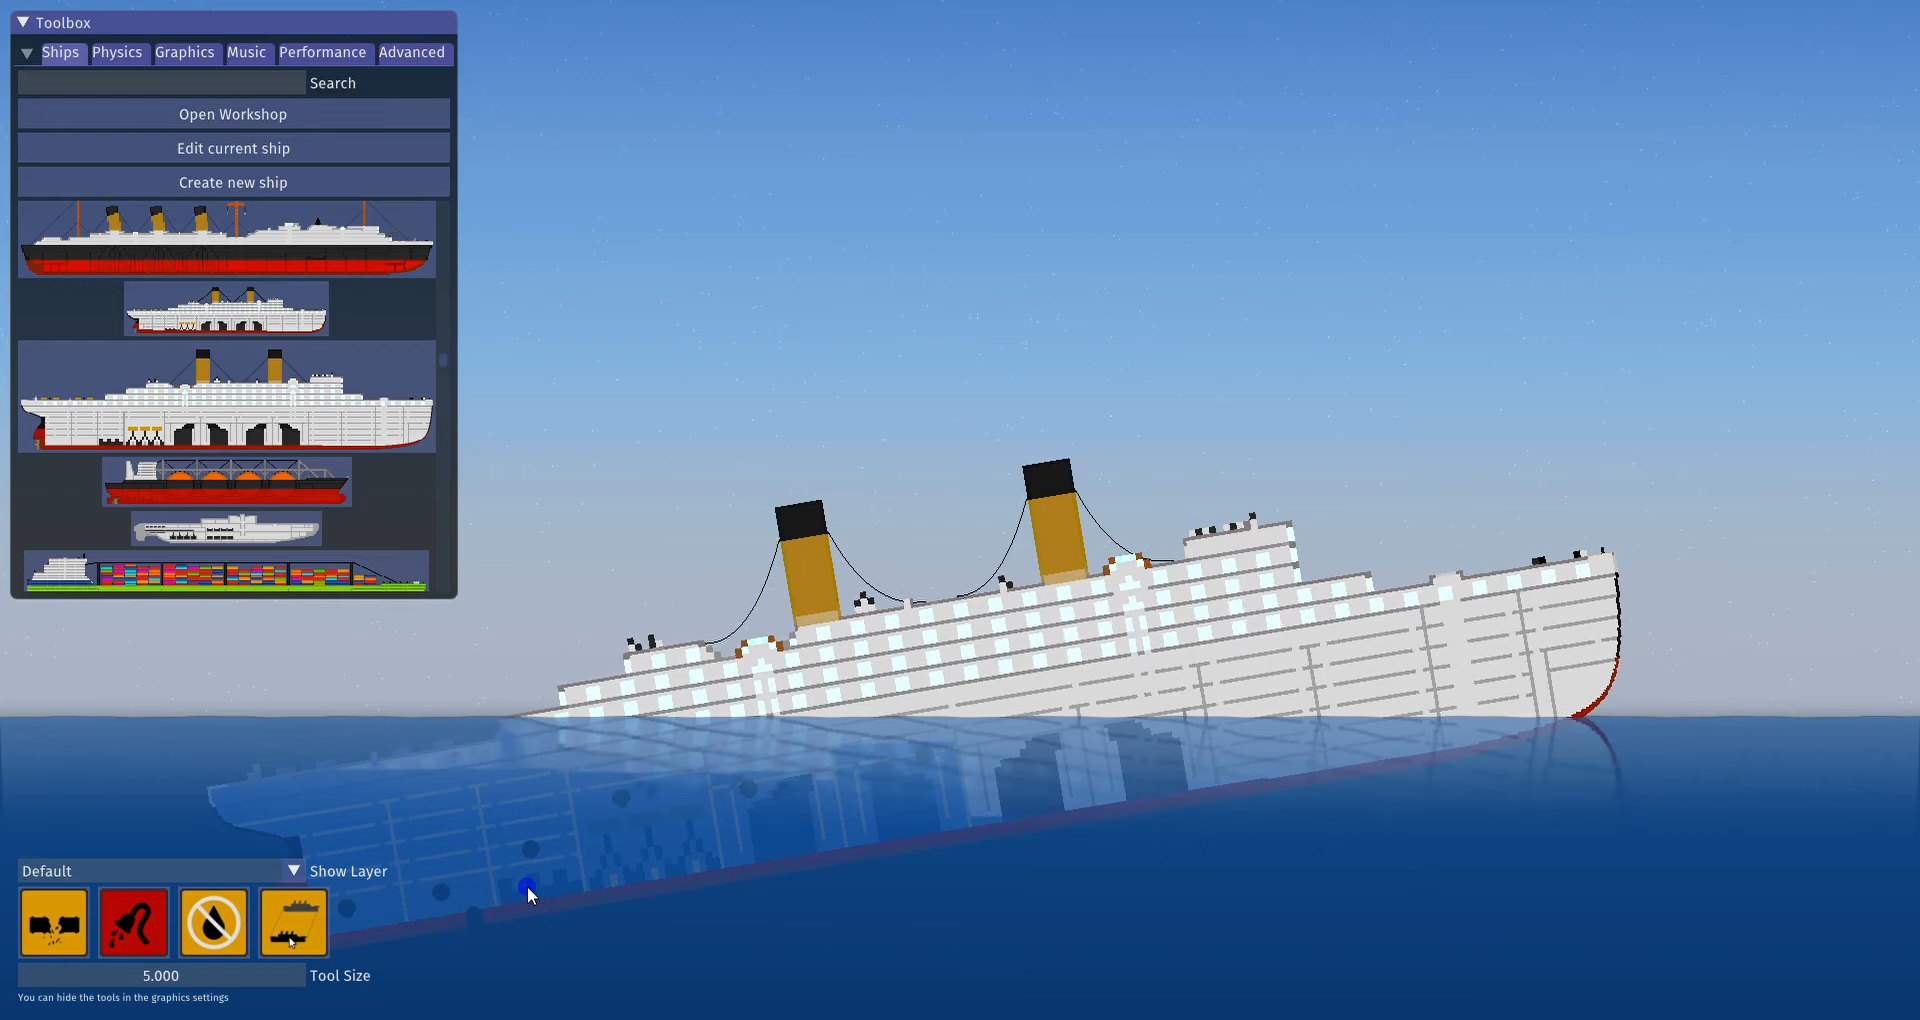 Toolbox
Ships Physics Graphics Music Performance Advanced
Search
Open Workshop
Edit current ship
Create new ship
Default Show Layer
5.000 Tool Size
You can hide the tools in the graphics settings